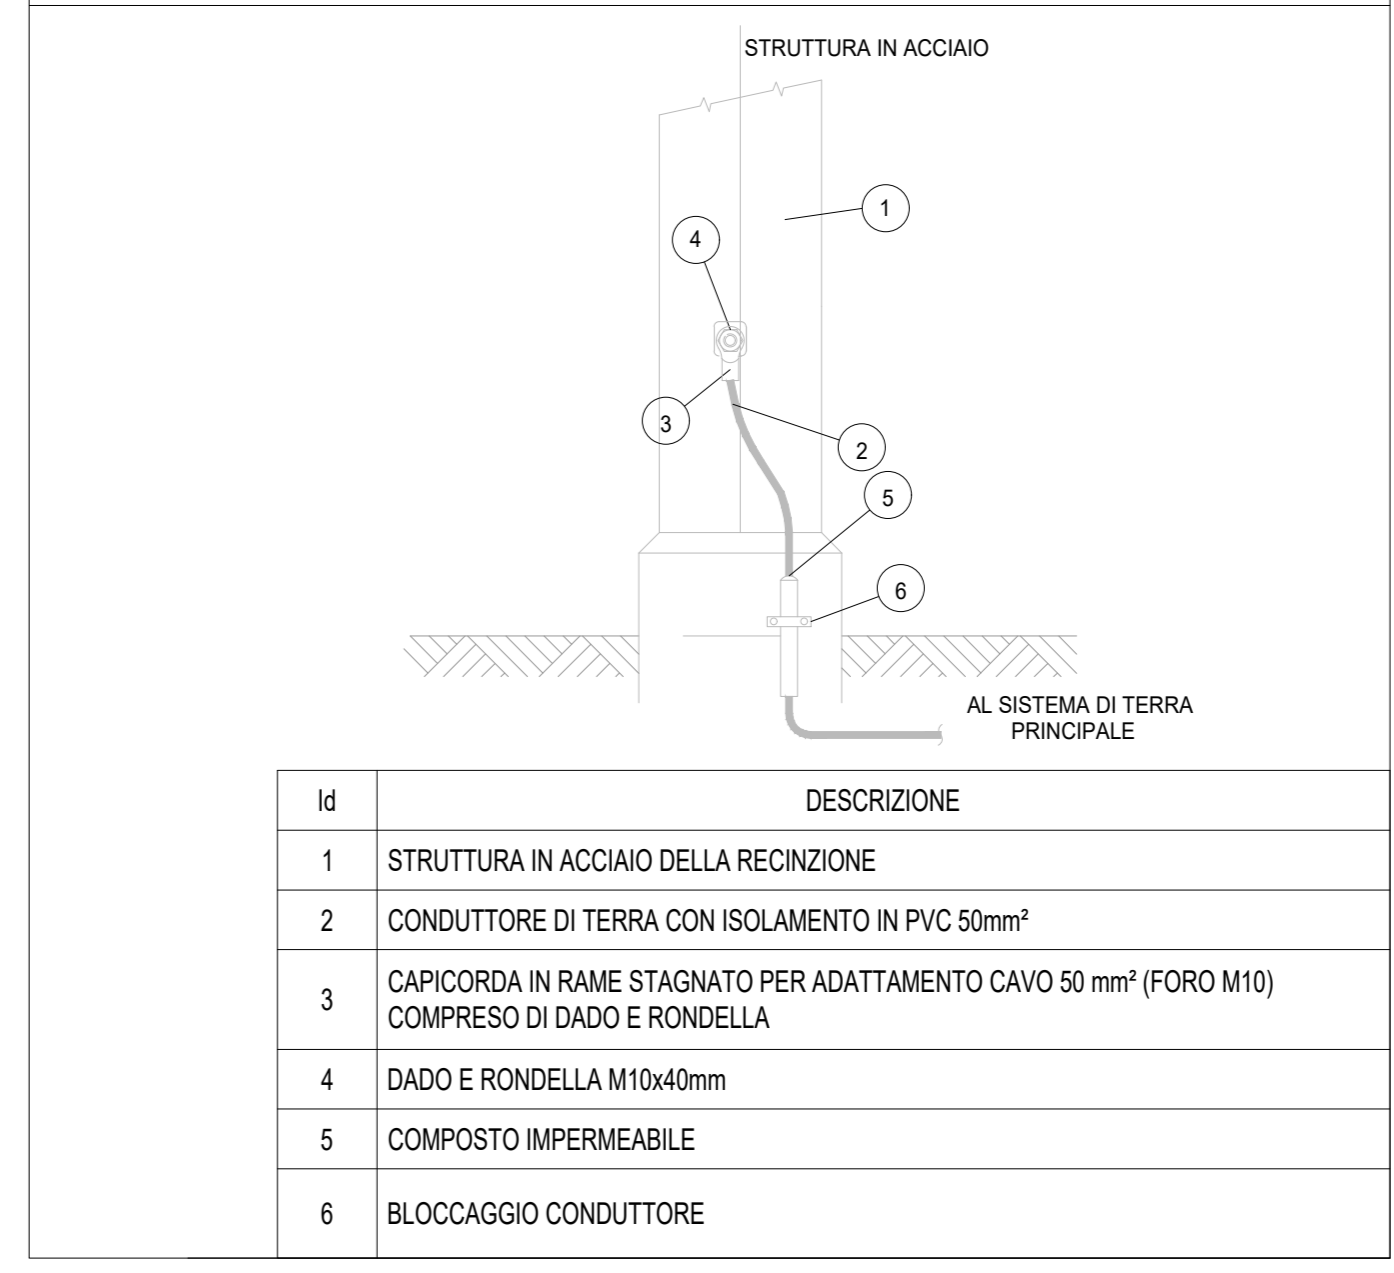 STRUTTURA IN ACCIAIO
1
4
3
2
5
6
AL SISTEMA DI TERRA
PRINCIPALE
Id DESCRIZIONE
1 STRUTTURA IN ACCIAIO DELLA RECINZIONE
2 CONDUTTORE DI TERRA CON ISOLAMENTO IN PVC 50mm²
3 CAPICORDA IN RAME STAGNATO PER ADATTAMENTO CAVO 50 mm² (FORO M10)
COMPRESO DI DADO E RONDELLA
4 DADO E RONDELLA M10x40mm
5 COMPOSTO IMPERMEABILE
6 BLOCCAGGIO CONDUTTORE